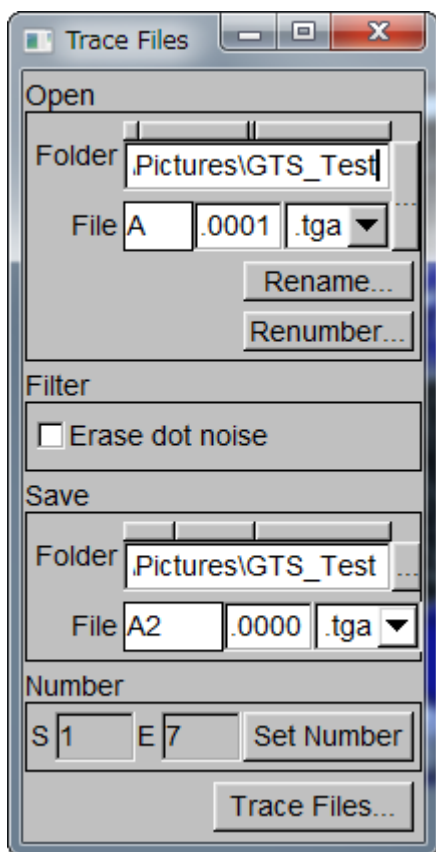 Trace Files
Open
Folder .Pictures\GTS_Test ...
File A .0001 .tga
Rename...
Renumber...
Filter
Erase dot noise
Save
Folder .Pictures\GTS_Test ...
File A2 .0000 .tga
Number
S 1 E 7 Set Number
Trace Files...